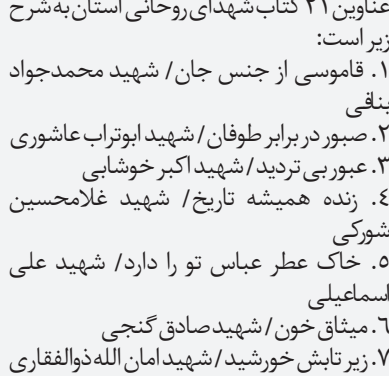 عناوین ۲۱ کتاب شهدای روحانی استان به شرح
زیر است:
۱. قاموسی از جنس جان/ شهید محمدجواد
بنافی
۲. صبور در برابر طوفان/ شهید ابوتراب عاشوری
۳. عبور بی تردید/ شهید اکبر خوشابی
٤. زنده همیشه تاریخ/ شهید غلامحسین
شورکی
٥. خاک عطر عباس تو را دارد/ شهید علی
اسماعیلی
٦. میثاق خون/ شهید صادق گنجی
۷. زیر تابش خورشید/ شهید امان الله ذوالفقاری